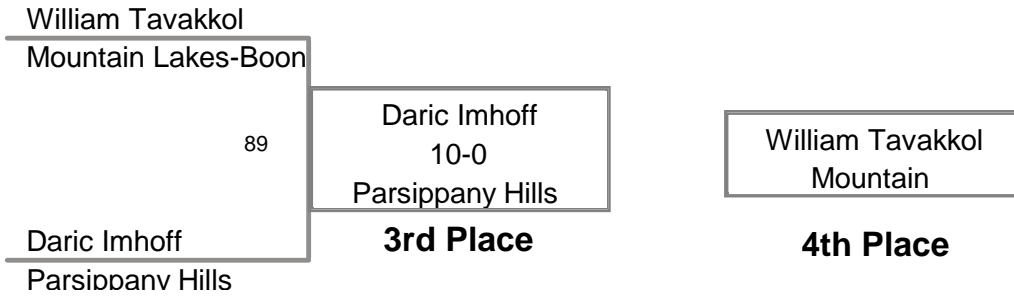 William Tavakkol
Mountain Lakes-Boon
89
Daric Imhoff
Parsippany Hills
Daric Imhoff
10-0
Parsippany Hills
3rd Place
William Tavakkol
Mountain
4th Place